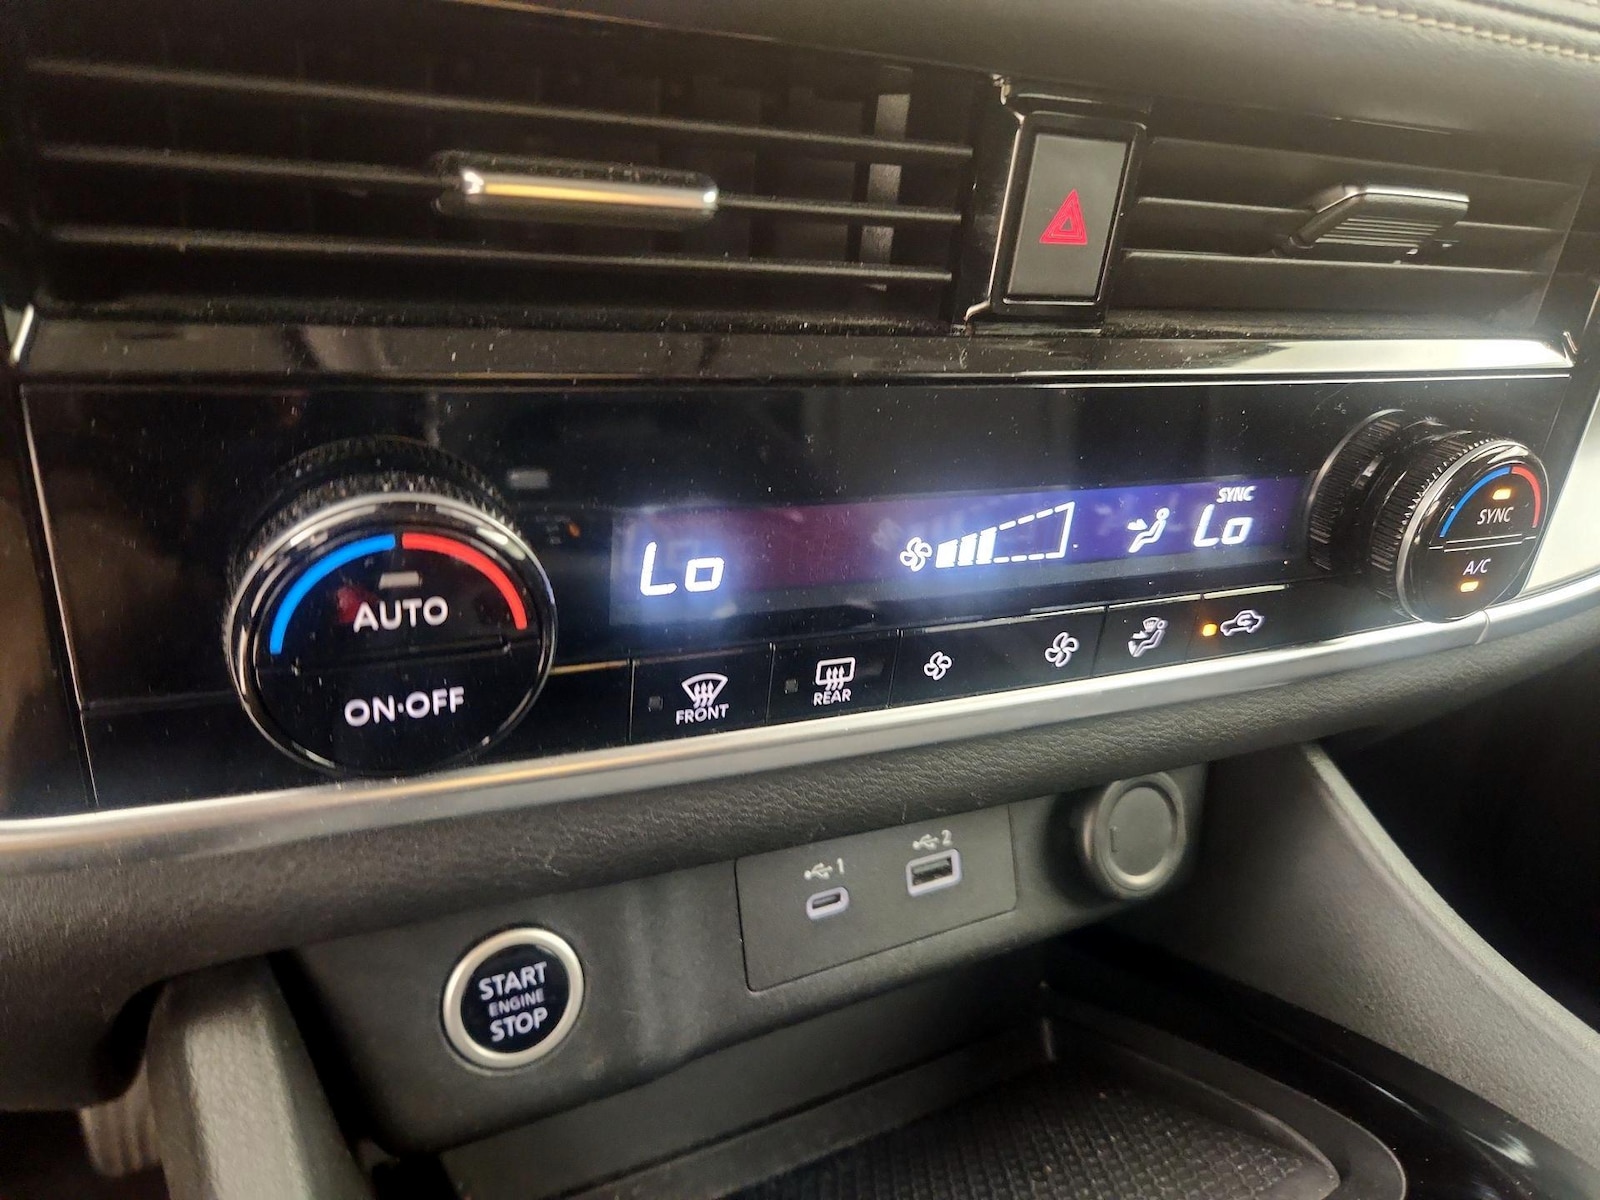 SYNC
Lo
Lo
SYNC
A/C
AUTO
ON·OFF
FRONT
REAR
1
2
START
ENGINE
STOP